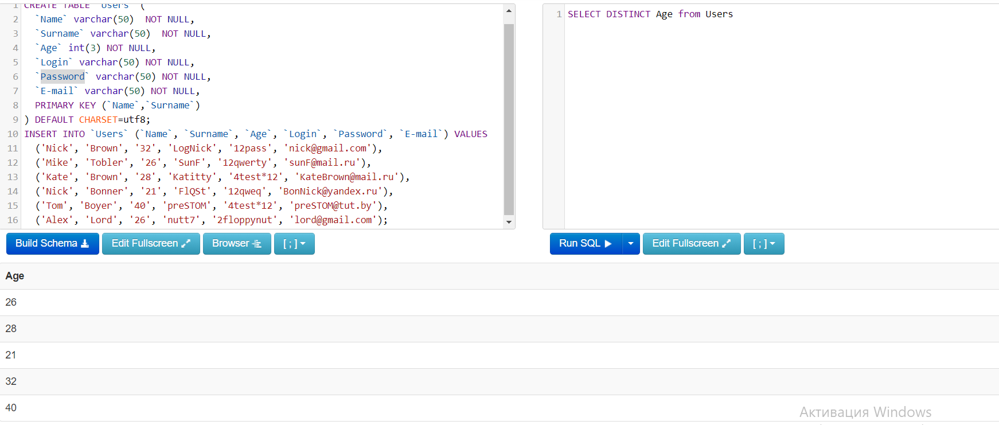 1 CREATE TABLE `Users` (
2 `Name` varchar(50)  NOT NULL,
3 `Surname` varchar(50)  NOT NULL,
4 `Age` int(3) NOT NULL,
5 `Login` varchar(50) NOT NULL,
6 `Password` varchar(50) NOT NULL,
7 `E-mail` varchar(50) NOT NULL,
8 PRIMARY KEY (`Name`,`Surname`)
9 ) DEFAULT CHARSET=utf8;
10 INSERT INTO `Users` (`Name`, `Surname`, `Age`, `Login`, `Password`, `E-mail`) VALUES
11 ('Nick', 'Brown', '32', 'LogNick', '12pass', 'nick@gmail.com'),
12 ('Mike', 'Tobler', '26', 'SunF', '12qwerty', 'sunF@mail.ru'),
13 ('Kate', 'Brown', '28', 'Katitty', '4test*12', 'KateBrown@mail.ru'),
14 ('Nick', 'Bonner', '21', 'FlQSt', '12qweq', 'BonNick@yandex.ru'),
15 ('Tom', 'Boyer', '40', 'preSTOM', '4test*12', 'preSTOM@tut.by'),
16 ('Alex', 'Lord', '26', 'nutt7', '2floppynut', 'lord@gmail.com');
1 SELECT DISTINCT Age from Users
Build Schema Edit Fullscreen Browser [ ; ]
Run SQL Edit Fullscreen [ ; ]
Age
26
28
21
32
40
Активация Windows